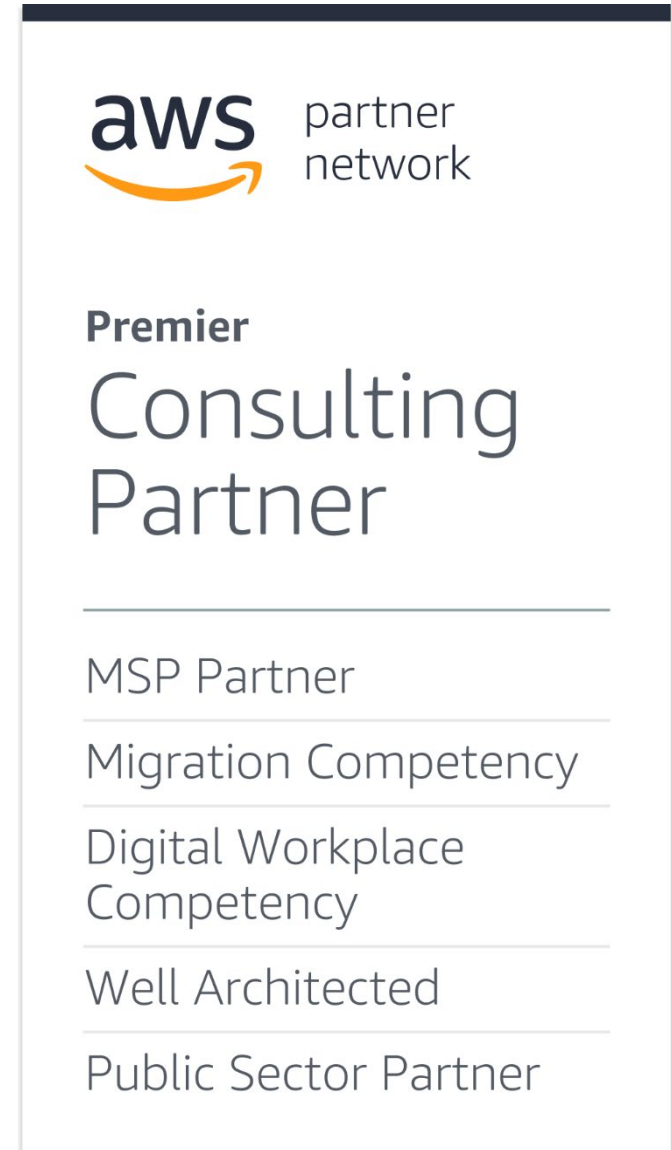 aws partner
network
Premier
Consulting
Partner
MSP Partner
Migration Competency
Digital Workplace
Competency
Well Architected
Public Sector Partner